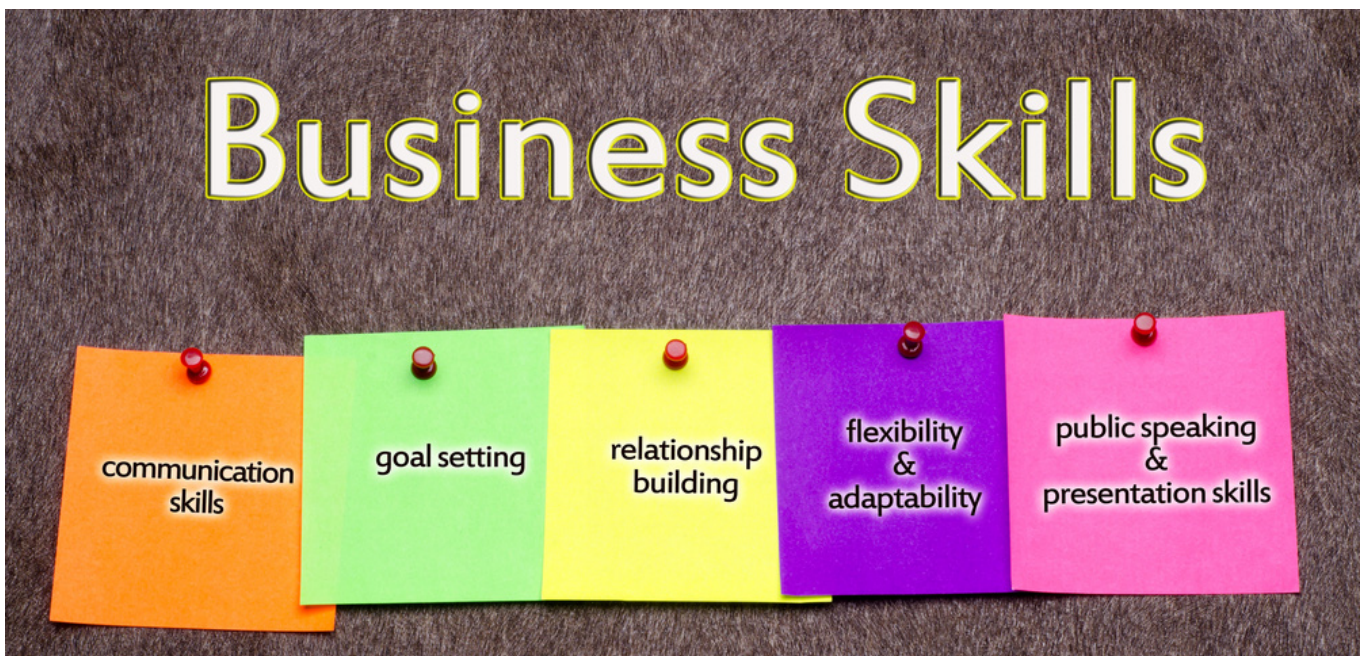 Business Skills
communication
skills
goal setting
relationship
building
flexibility
&
adaptability
public speaking
&
presentation skills